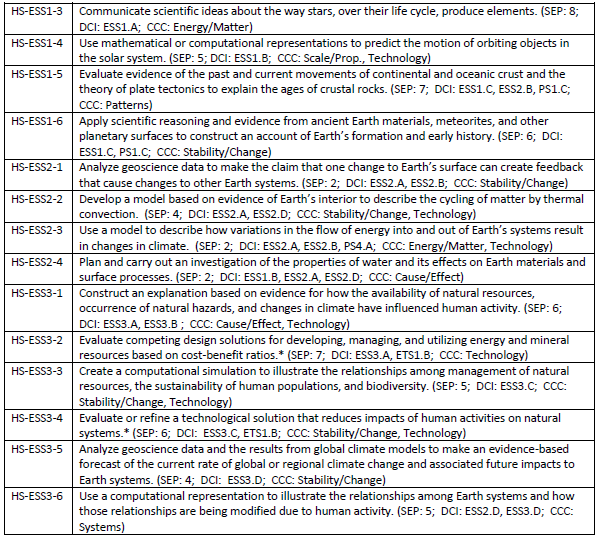 HS-ESS1-3 Communicate scientific ideas about the way stars, over their life cycle, produce elements. (SEP: 8;
DCI: ESS1.A; CCC: Energy/Matter)
HS-ESS1-4 Use mathematical or computational representations to predict the motion of orbiting objects in
the solar system. (SEP: 5; DCI: ESS1.B; CCC: Scale/Prop., Technology)
HS-ESS1-5 Evaluate evidence of the past and current movements of continental and oceanic crust and the
theory of plate tectonics to explain the ages of crustal rocks. (SEP: 7; DCI: ESS1.C, ESS2.B, PS1.C;
CCC: Patterns)
HS-ESS1-6 Apply scientific reasoning and evidence from ancient Earth materials, meteorites, and other
planetary surfaces to construct an account of Earth's formation and early history. (SEP: 6; DCI:
ESS1.C, PS1.C; CCC: Stability/Change)
HS-ESS2-1 Analyze geoscience data to make the claim that one change to Earth's surface can create feedback
that cause changes to other Earth systems. (SEP: 2; DCI: ESS2.A, ESS2.B; CCC: Stability/Change)
HS-ESS2-2 Develop a model based on evidence of Earth's interior to describe the cycling of matter by thermal
convection. (SEP: 4; DCI: ESS2.A, ESS2.D; CCC: Stability/Change, Technology)
HS-ESS2-3 Use a model to describe how variations in the flow of energy into and out of Earth's systems result
in changes in climate. (SEP: 2; DCI: ESS2.A, ESS2.B, PS4.A; CCC: Energy/Matter, Technology)
HS-ESS2-4 Plan and carry out an investigation of the properties of water and its effects on Earth materials and
surface processes. (SEP: 2; DCI: ESS1.B, ESS2.A, ESS2.D; CCC: Cause/Effect)
HS-ESS3-1 Construct an explanation based on evidence for how the availability of natural resources,
occurrence of natural hazards, and changes in climate have influenced human activity. (SEP: 6;
DCI: ESS3.A, ESS3.B ; CCC: Cause/Effect, Technology)
HS-ESS3-2 Evaluate competing design solutions for developing, managing, and utilizing energy and mineral
resources based on cost-benefit ratios.* (SEP: 7; DCI: ESS3.A, ETS1.B; CCC: Technology)
HS-ESS3-3 Create a computational simulation to illustrate the relationships among management of natural
resources, the sustainability of human populations, and biodiversity. (SEP: 5; DCI: ESS3.C; CCC:
Stability/Change, Technology)
HS-ESS3-4 Evaluate or refine a technological solution that reduces impacts of human activities on natural
systems.* (SEP: 6; DCI: ESS3.C, ETS1.B; CCC: Stability/Change, Technology)
HS-ESS3-5 Analyze geoscience data and the results from global climate models to make an evidence-based
forecast of the current rate of global or regional climate change and associated future impacts to
Earth systems. (SEP: 4; DCI: ESS3.D; CCC: Stability/Change)
HS-ESS3-6 Use a computational representation to illustrate the relationships among Earth systems and how
those relationships are being modified due to human activity. (SEP: 5; DCI: ESS2.D, ESS3.D; CCC:
Systems)